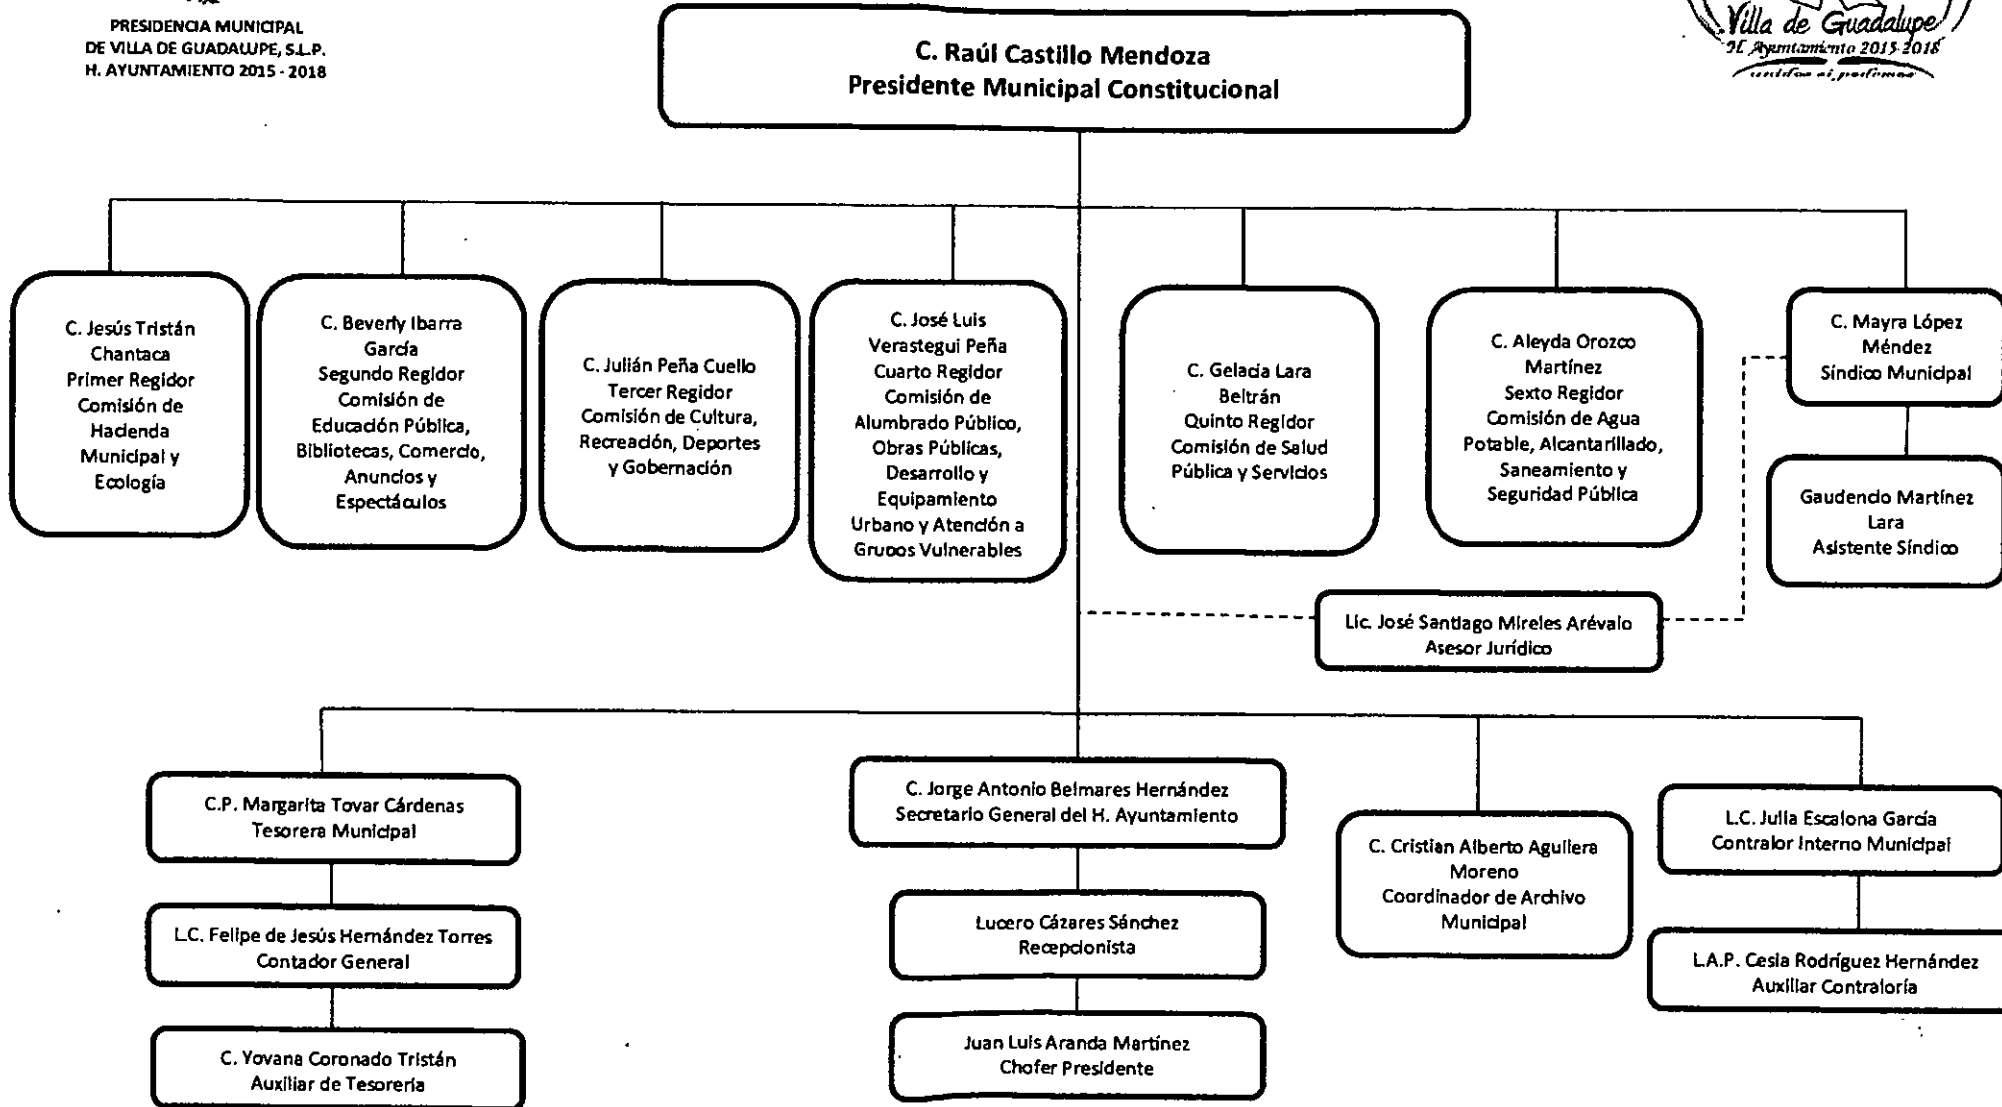 PRESIDENCIA MUNICIPAL
DE VILLA DE GUADALUPE, S.L.P.
H. AYUNTAMIENTO 2015 - 2018
C. Raúl Castillo Mendoza
Presidente Municipal Constitucional
Villa de Guadalupe
H. Ayuntamiento 2015-2018
C. Jesús Tristán
Chantaca
Primer Regidor
Comisión de
Hacienda
Municipal y
Ecología
C. Beverly Ibarra
García
Segundo Regidor
Comisión de
Educación Pública,
Bibliotecas, Comercio,
Anuncios y
Espectáculos
C. Julián Peña Cuello
Tercer Regidor
Comisión de Cultura,
Recreación, Deportes
y Gobernación
C. José Luis
Verastegui Peña
Cuarto Regidor
Comisión de
Alumbrado Público,
Obras Públicas,
Desarrollo y
Equipamiento
Urbano y Atención a
Grupos Vulnerables
C. Gelacia Lara
Beltrán
Quinto Regidor
Comisión de Salud
Pública y Servicios
C. Aleyda Orozco
Martínez
Sexto Regidor
Comisión de Agua
Potable, Alcantarillado,
Saneamiento y
Seguridad Pública
C. Mayra López
Méndez
Síndico Municipal
Gaudencio Martínez
Lara
Asistente Síndico
Lic. José Santiago Mireles Arévalo
Asesor Jurídico
C.P. Margarita Tovar Cárdenas
Tesorera Municipal
L.C. Felipe de Jesús Hernández Torres
Contador General
C. Yovana Coronado Tristán
Auxiliar de Tesorería
C. Jorge Antonio Belmares Hernández
Secretario General del H. Ayuntamiento
Lucero Cázares Sánchez
Recepcionista
Juan Luis Aranda Martínez
Chofer Presidente
C. Cristian Alberto Aguilera
Moreno
Coordinador de Archivo
Municipal
L.C. Julia Escalona García
Contralor Interno Municipal
L.A.P. Cesia Rodríguez Hernández
Auxiliar Contraloría